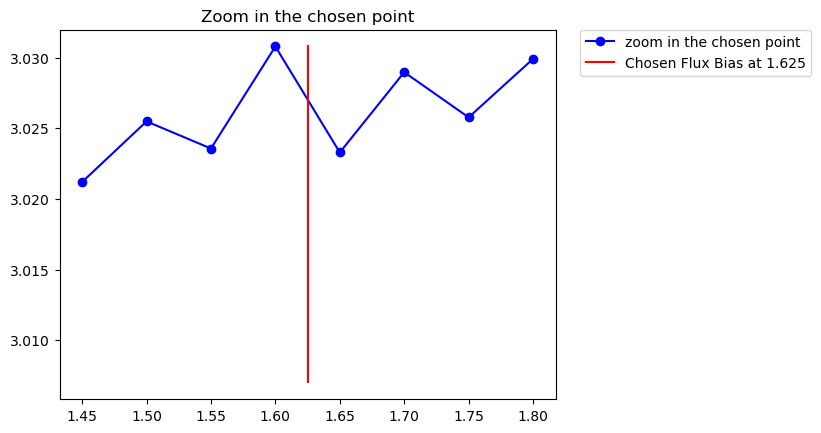 Zoom in the chosen point
zoom in the chosen point
Chosen Flux Bias at 1.625
3.030
3.025
3.020
3.015
3.010
1.45 1.50 1.55 1.60 1.65 1.70 1.75 1.80